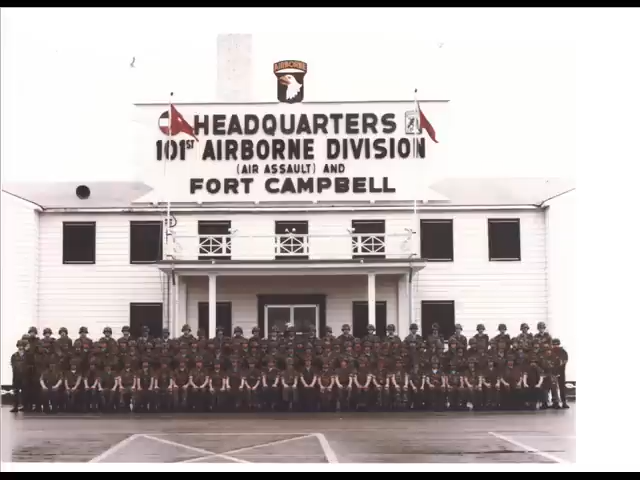 AIRBORNE
HEADQUARTERS
101ST AIRBORNE DIVISION
(AIR ASSAULT) AND
FORT CAMPBELL